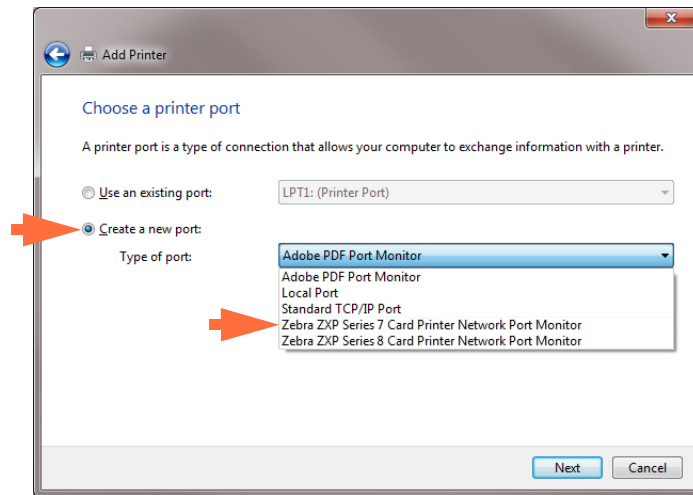 Add Printer
Choose a printer port
A printer port is a type of connection that allows your computer to exchange information with a printer.
Use an existing port: LPT1: (Printer Port)
Create a new port:
Type of port: Adobe PDF Port Monitor
Adobe PDF Port Monitor
Local Port
Standard TCP/IP Port
Zebra ZXP Series 7 Card Printer Network Port Monitor
Zebra ZXP Series 8 Card Printer Network Port Monitor
Next Cancel